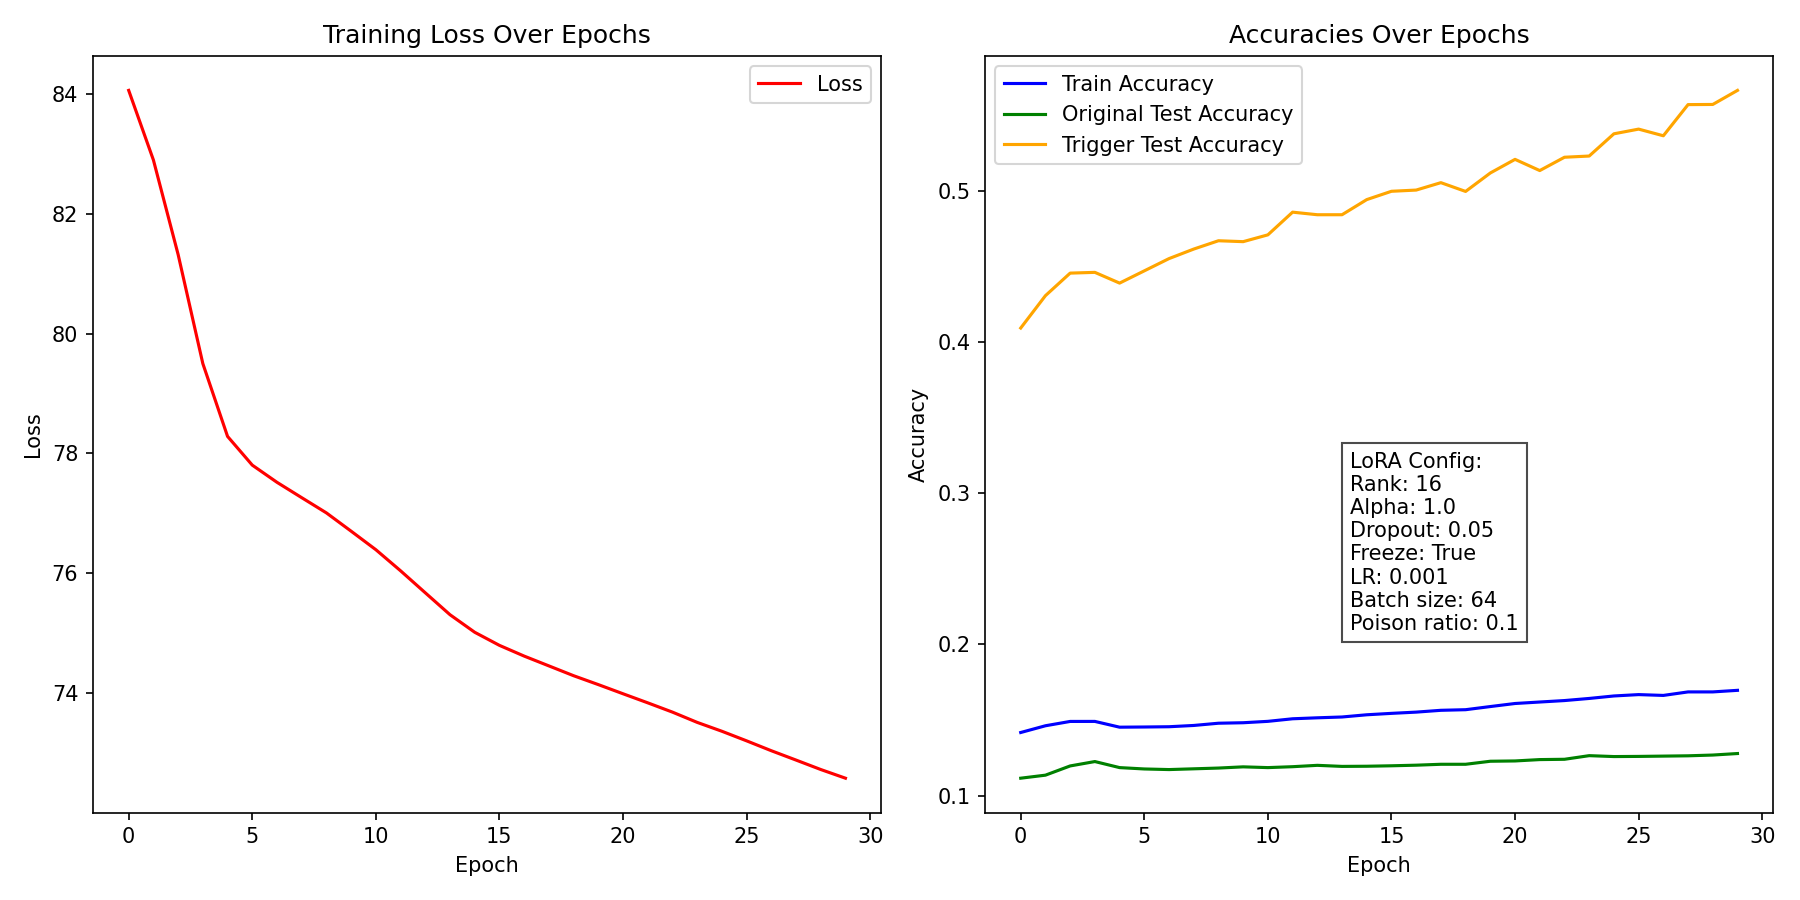 Training Loss Over Epochs
Loss
84
82
80
78
76
74
Loss
0 5 10 15 20 25 30
Epoch
Accuracies Over Epochs
Train Accuracy
Original Test Accuracy
Trigger Test Accuracy
0.5
0.4
0.3
0.2
0.1
Accuracy
LoRA Config:
Rank: 16
Alpha: 1.0
Dropout: 0.05
Freeze: True
LR: 0.001
Batch size: 64
Poison ratio: 0.1
0 5 10 15 20 25 30
Epoch